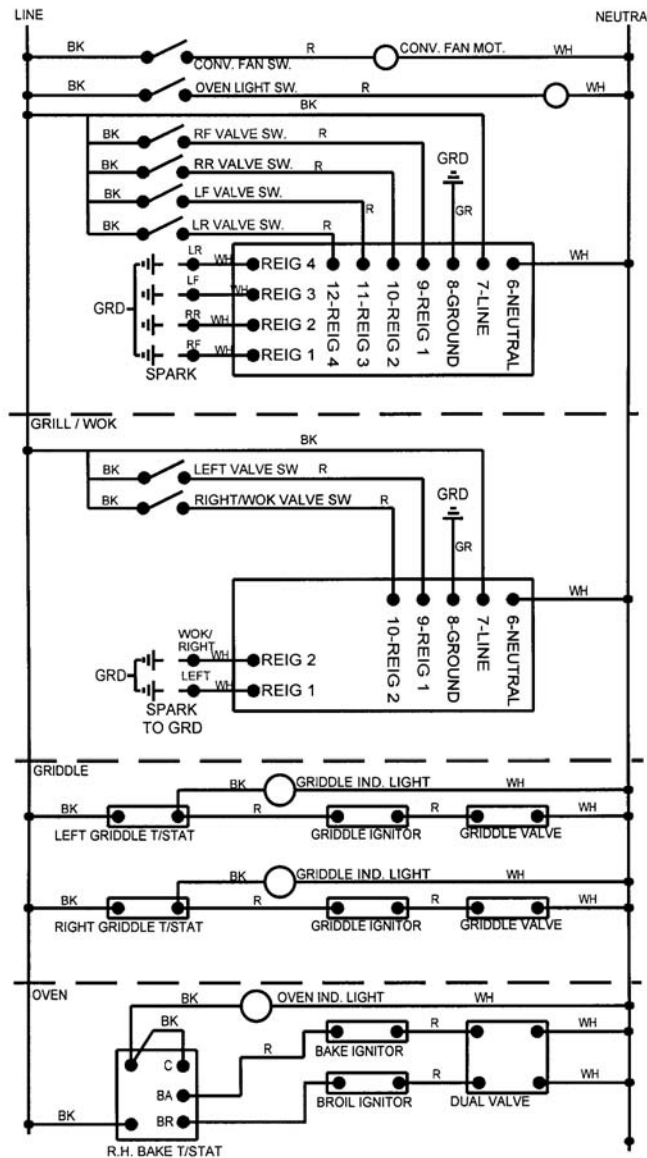 LINE NEUTRA
BK R CONV. FAN MOT. WH
CONV. FAN SW.
BK OVEN LIGHT SW. R WH
BK
BK RF VALVE SW. R GRD
BK RR VALVE SW. R
BK LF VALVE SW. R GR
BK LR VALVE SW. R
LR WH REIG 4 WH
LF WH REIG 3
GRD
RR WH REIG 2
RF WH REIG 1
SPARK
12-REIG 4
11-REIG 3
10-REIG 2
9-REIG 1
8-GROUND
7-LINE
6-NEUTRAL
GRILL / WOK
BK
BK LEFT VALVE SW R
BK RIGHT/WOK VALVE SW R GRD
GR
WH
10-REIG 2
9-REIG 1
8-GROUND
7-LINE
6-NEUTRAL
WOK/
RIGHT WH REIG 2
GRD
LEFT WH REIG 1
SPARK
TO GRD
GRIDDLE
BK GRIDDLE IND. LIGHT WH
BK R R WH
LEFT GRIDDLE T/STAT GRIDDLE IGNITOR GRIDDLE VALVE
BK GRIDDLE IND. LIGHT WH
BK R R WH
RIGHT GRIDDLE T/STAT GRIDDLE IGNITOR GRIDDLE VALVE
OVEN
BK OVEN IND. LIGHT WH
BK R R WH
BAKE IGNITOR
C
BA
R WH
BK BR BROIL IGNITOR DUAL VALVE
R.H. BAKE T/STAT